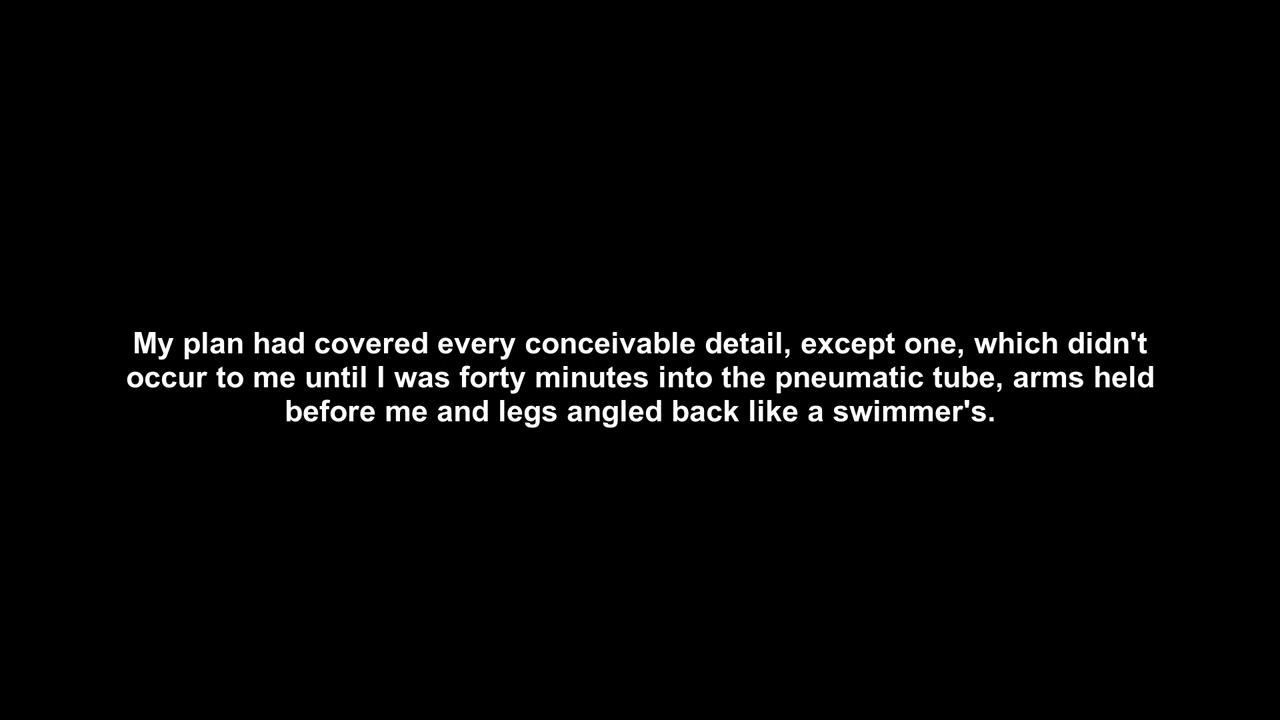 My plan had covered every conceivable detail, except one, which didn't
occur to me until I was forty minutes into the pneumatic tube, arms held
before me and legs angled back like a swimmer's.